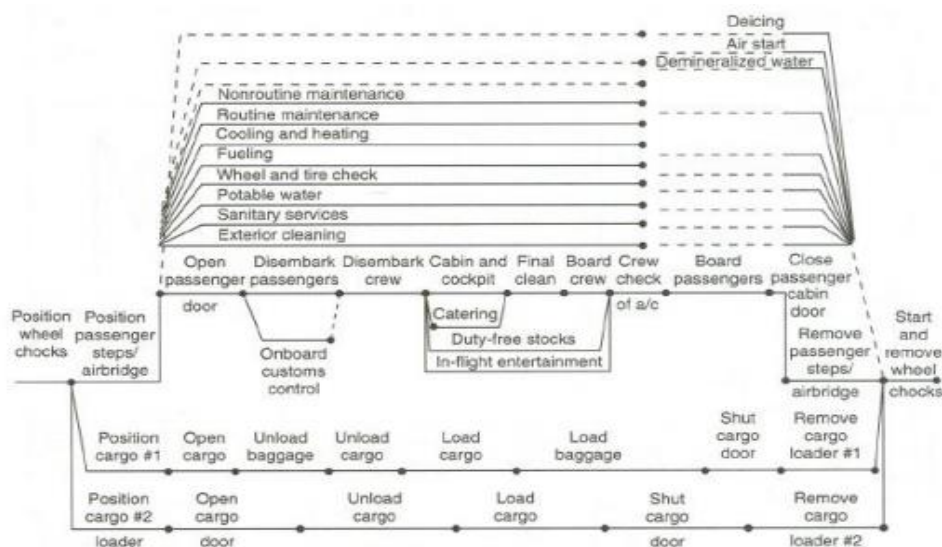 Deicing
Air start
Demineralized water
Nonroutine maintenance
Routine maintenance
Cooling and heating
Fueling
Wheel and tire check
Potable water
Sanitary services
Exterior cleaning
Open
passenger
door
Disembark
passengers
Disembark
crew
Cabin and
cockpit
Final
clean
Board
crew
Crew
check
of a/c
Board
passengers
Close
passenger
cabin
door
Position
wheel
chocks
Position
passenger
steps/
airbridge
Onboard
customs
control
Catering
Duty-free stocks
In-flight entertainment
Remove
passenger
steps/
airbridge
Start
and
remove
wheel
chocks
Position
cargo #1
Open
cargo
Unload
baggage
Unload
cargo
Load
cargo
Load
baggage
Shut
cargo
door
Remove
cargo
loader #1
Position
cargo #2
loader
Open
cargo
door
Unload
cargo
Load
cargo
Shut
cargo
door
Remove
cargo
loader #2